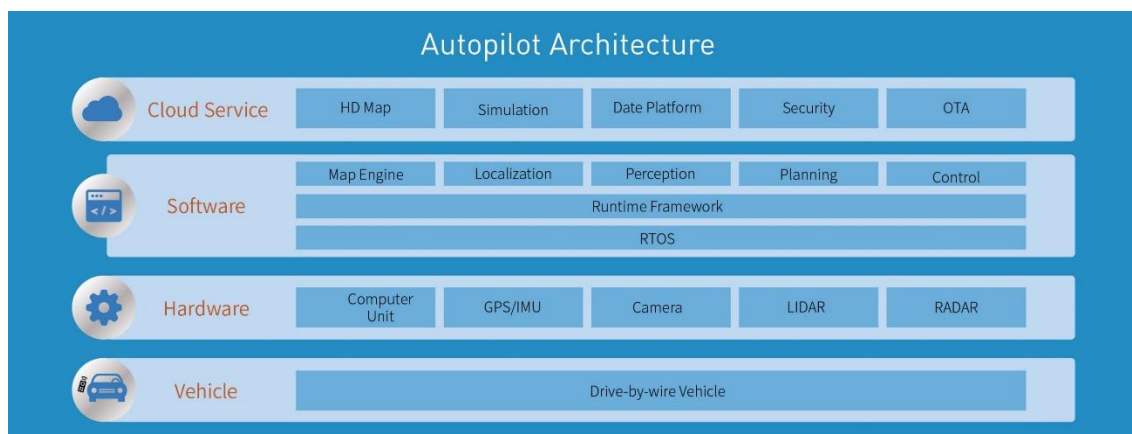 Autopilot Architecture
Cloud Service
HD Map
Simulation
Date Platform
Security
OTA
Software
Map Engine
Localization
Perception
Planning
Control
Runtime Framework
RTOS
</>
Hardware
Computer
Unit
GPS/IMU
Camera
LIDAR
RADAR
Vehicle
Drive-by-wire Vehicle